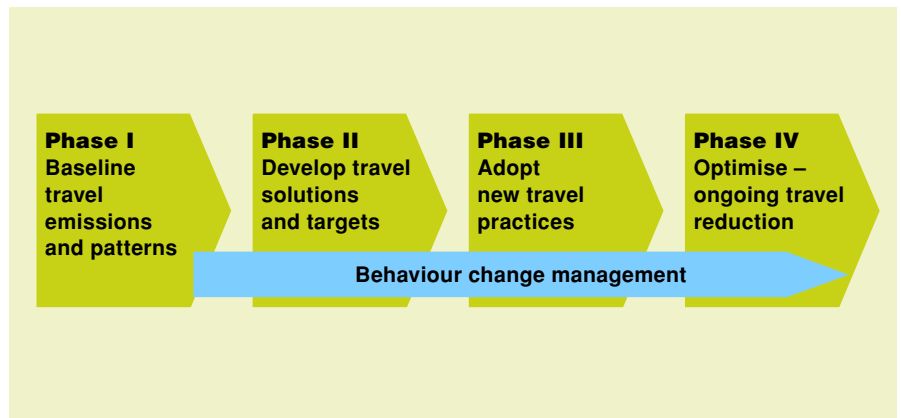 Phase I
Baseline
travel
emissions
and patterns
Phase II
Develop travel
solutions
and targets
Phase III
Adopt
new travel
practices
Phase IV
Optimise –
ongoing travel
reduction
Behaviour change management